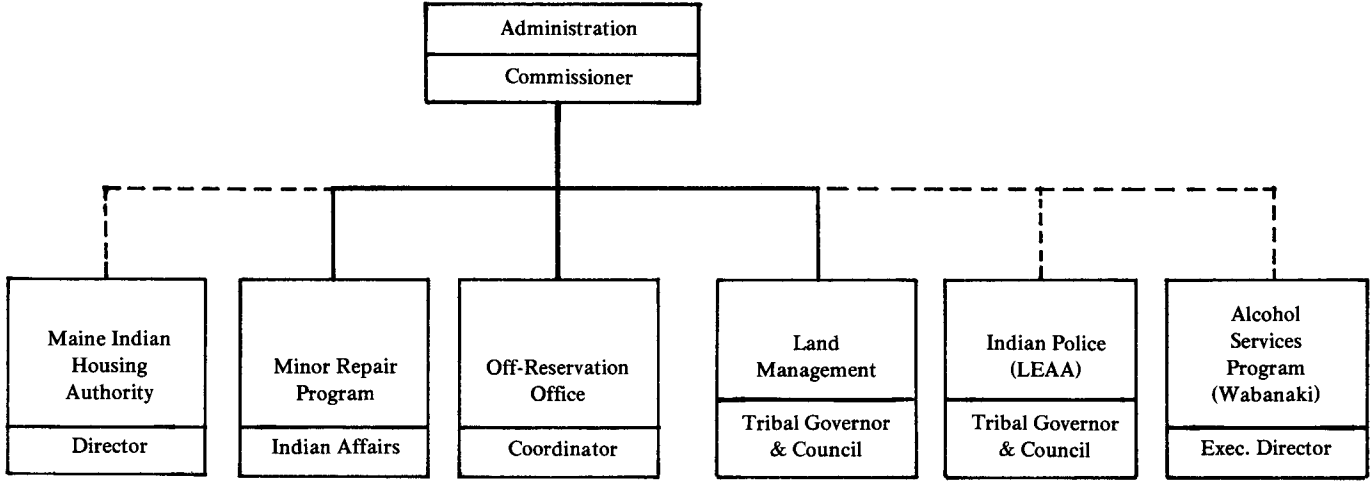 Administration
Commissioner
Maine Indian
Housing
Authority
Director
Minor Repair
Program
Indian Affairs
Off-Reservation
Office
Coordinator
Land
Management
Tribal Governor
& Council
Indian Police
(LEAA)
Tribal Governor
& Council
Alcohol
Services
Program
(Wabanaki)
Exec. Director